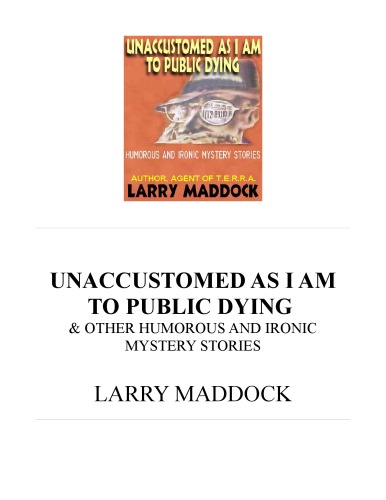 UNACCUSTOMED AS I AM
TO PUBLIC DYING
HUMOROUS AND IRONIC MYSTERY STORIES
AUTHOR, AGENT OF T.E.R.R.A.
LARRY MADDOCK
UNACCUSTOMED AS I AM
TO PUBLIC DYING
& OTHER HUMOROUS AND IRONIC
MYSTERY STORIES
LARRY MADDOCK